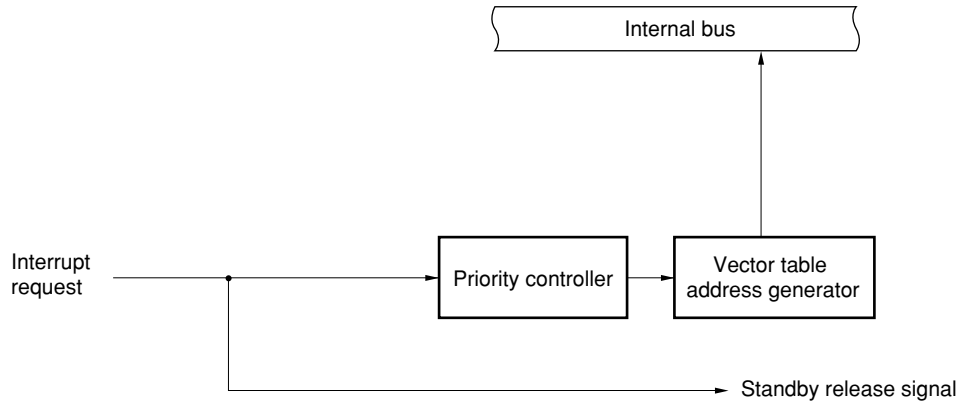 Internal bus
Interrupt
request
Priority controller
Vector table
address generator
Standby release signal